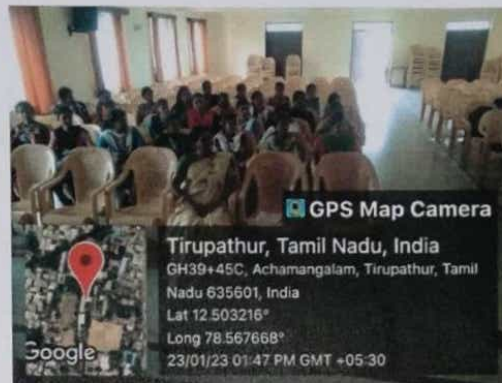 GPS Map Camera
Tirupathur, Tamil Nadu, India
GH39+45C, Achamangalam, Tirupathur, Tamil
Nadu 635601, India
Lat 12.503216°
Long 78.567668°
23/01/23 01:47 PM GMT +05:30
Google